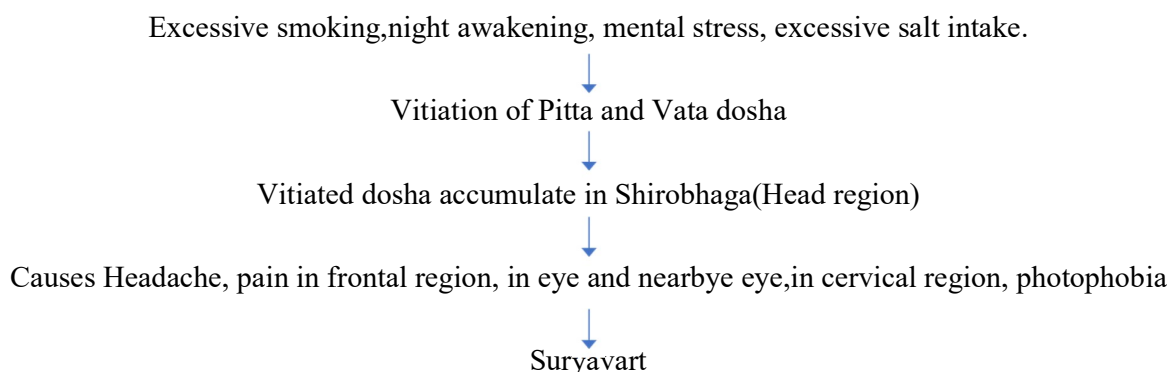 Excessive smoking,night awakening, mental stress, excessive salt intake.
Vitiation of Pitta and Vata dosha
Vitiated dosha accumulate in Shirobhaga(Head region)
Causes Headache, pain in frontal region, in eye and nearbye eye,in cervical region, photophobia
Suryavart